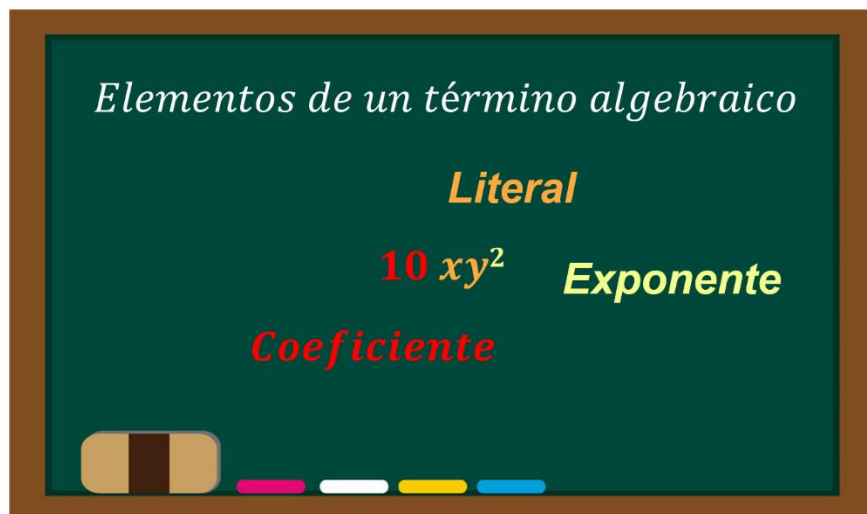 Elementos de un término algebraico
Literal
10 xy²
Exponente
Coeficiente